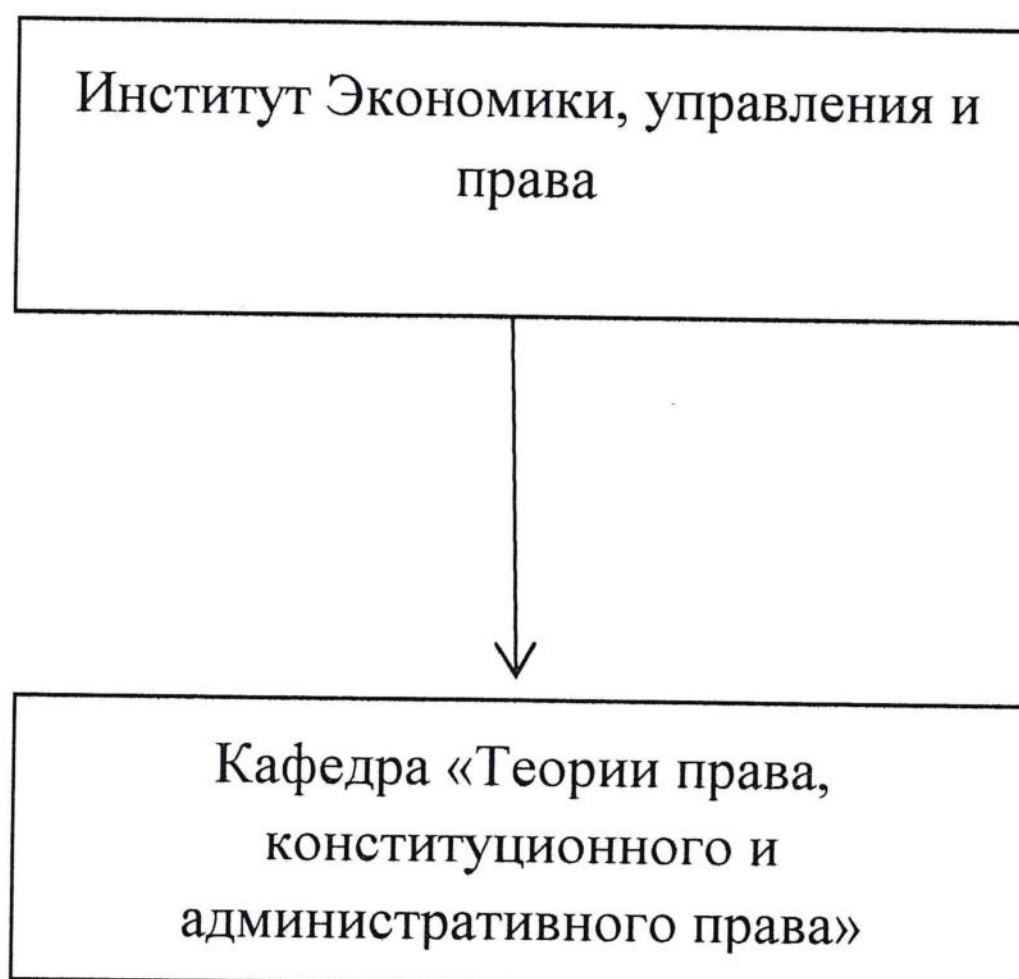 Институт Экономики, управления и
права
Кафедра «Теории права,
конституционного и
административного права»